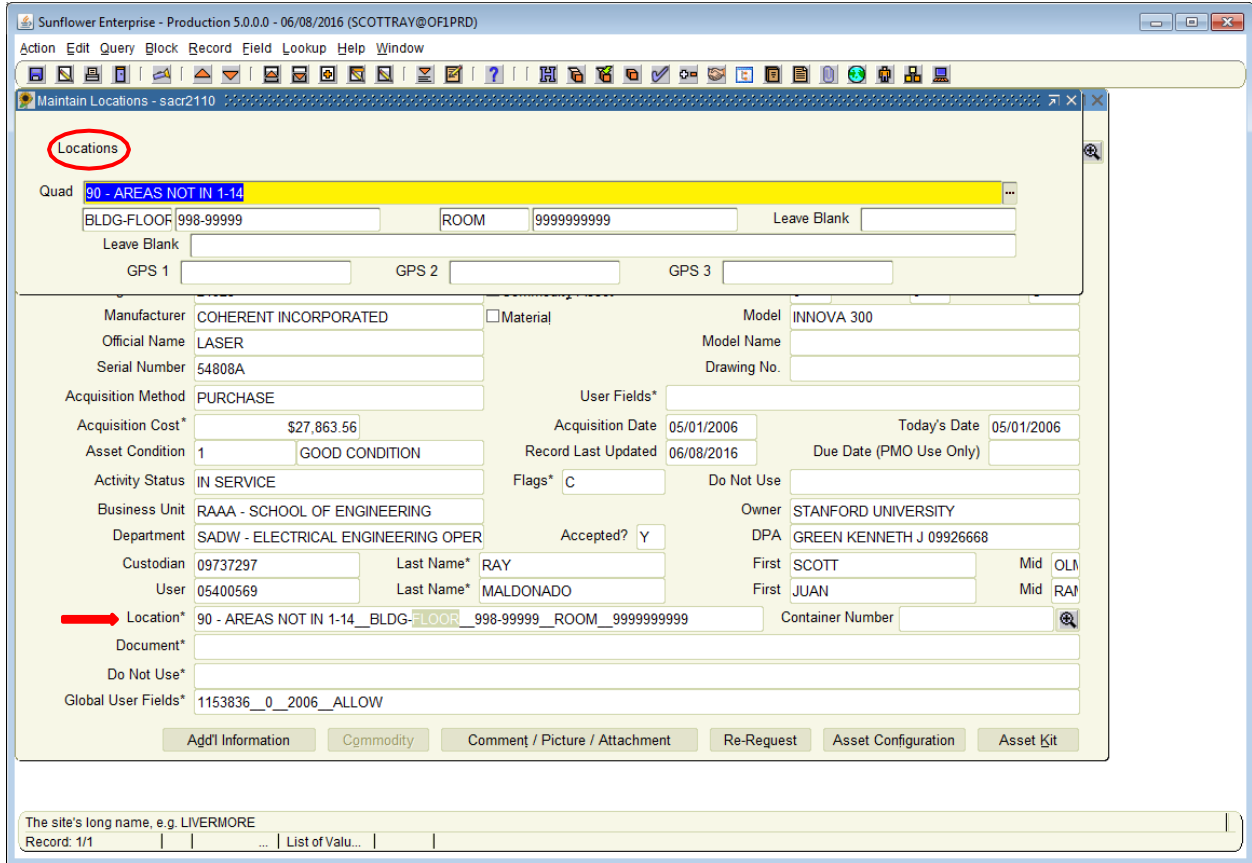 Sunflower Enterprise - Production 5.0.0.0 - 06/08/2016 (SCOTTRAY@OF1PRD)
Action Edit Query Block Record Field Lookup Help Window
Maintain Locations - sacr2110
Locations
Quad 90 - AREAS NOT IN 1-14 ...
BLDG-FLOOR 998-99999 ROOM 9999999999 Leave Blank
Leave Blank
GPS 1 GPS 2 GPS 3
Manufacturer COHERENT INCORPORATED Material Model INNOVA 300
Official Name LASER Model Name
Serial Number 54808A Drawing No.
Acquisition Method PURCHASE User Fields*
Acquisition Cost* $27,863.56 Acquisition Date 05/01/2006 Today's Date 05/01/2006
Asset Condition 1 GOOD CONDITION Record Last Updated 06/08/2016 Due Date (PMO Use Only)
Activity Status IN SERVICE Flags* C Do Not Use
Business Unit RAAA - SCHOOL OF ENGINEERING Owner STANFORD UNIVERSITY
Department SADW - ELECTRICAL ENGINEERING OPER Accepted? Y DPA GREEN KENNETH J 09926668
Custodian 09737297 Last Name* RAY First SCOTT Mid OLM
User 05400569 Last Name* MALDONADO First JUAN Mid RAM
Location* 90 - AREAS NOT IN 1-14__BLDG-FLOOR__998-99999__ROOM__9999999999 Container Number
Document*
Do Not Use*
Global User Fields* 1153836__0__2006__ALLOW
Add'l Information Commodity Comment / Picture / Attachment Re-Request Asset Configuration Asset Kit
The site's long name, e.g. LIVERMORE
Record: 1/1 ... List of Valu...